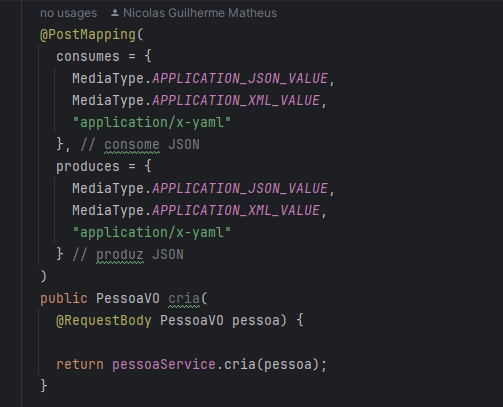 no usages Nicolas Guilherme Matheus
@PostMapping(
consumes = {
MediaType.APPLICATION_JSON_VALUE,
MediaType.APPLICATION_XML_VALUE,
"application/x-yaml"
}, // consome JSON
produces = {
MediaType.APPLICATION_JSON_VALUE,
MediaType.APPLICATION_XML_VALUE,
"application/x-yaml"
} // produz JSON
)
public PessoaVO cria(
@RequestBody PessoaVO pessoa) {
return pessoaService.cria(pessoa);
}